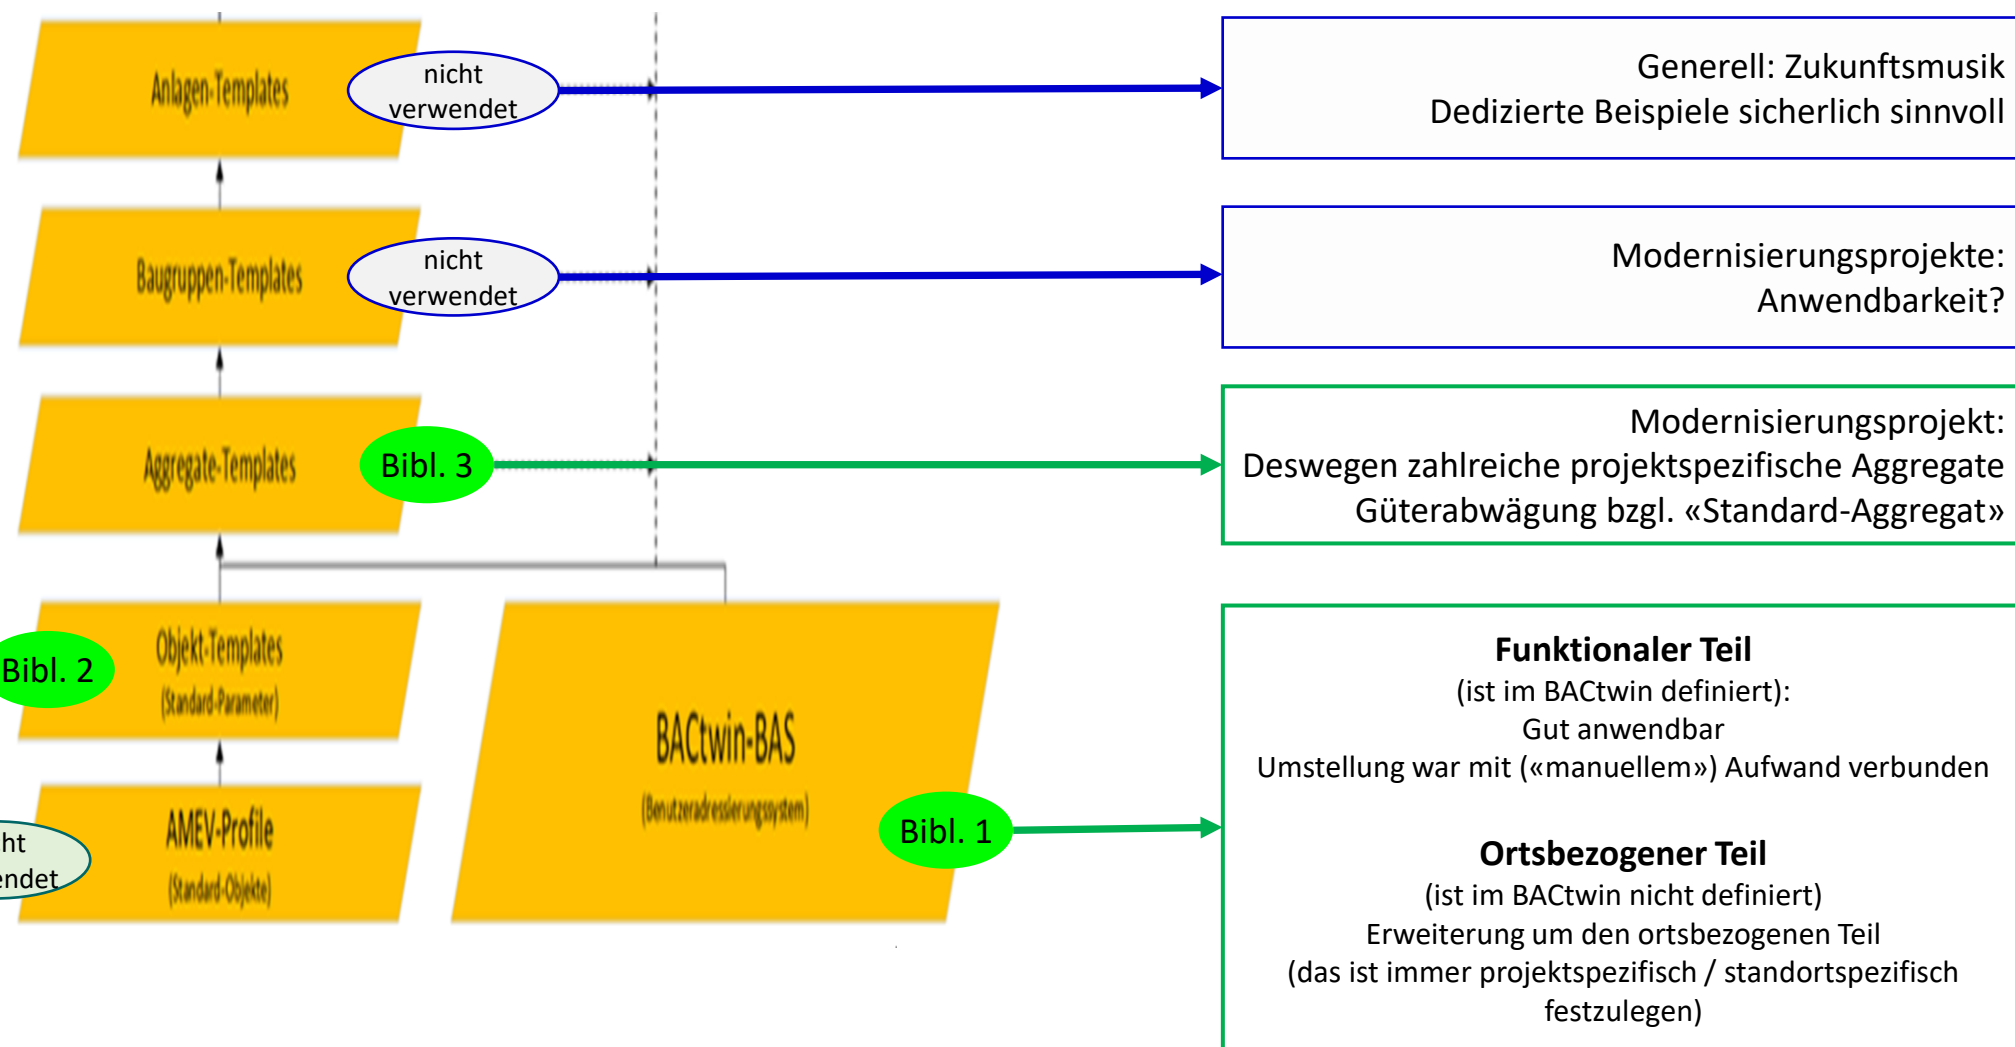 Anlagen-Templates
nicht
verwendet
Generell: Zukunftsmusik
Dedizierte Beispiele sicherlich sinnvoll
Baugruppen-Templates
nicht
verwendet
Modernisierungsprojekte:
Anwendbarkeit?
Aggregate-Templates
Bibl. 3
Modernisierungsprojekt:
Deswegen zahlreiche projektspezifische Aggregate
Güterabwägung bzgl. «Standard-Aggregat»
Bibl. 2
Objekt-Templates
(Standard-Parameter)
ht
endet
AMEV-Profile
(Standard-Objekte)
BACtwin-BAS
(Benutzeradressierungssystem)
Bibl. 1
Funktionaler Teil
(ist im BACtwin definiert):
Gut anwendbar
Umstellung war mit («manuellem») Aufwand verbunden
Ortsbezogener Teil
(ist im BACtwin nicht definiert)
Erweiterung um den ortsbezogenen Teil
(das ist immer projektspezifisch / standortspezifisch
festzulegen)